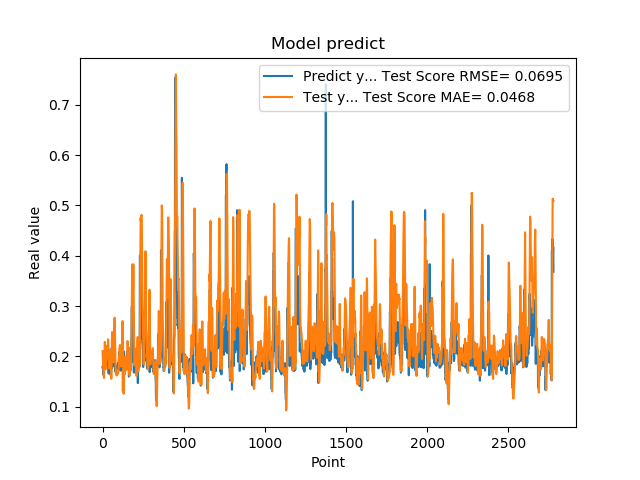 Model predict
Predict y... Test Score RMSE= 0.0695
Test y... Test Score MAE= 0.0468
Real value
0.7
0.6
0.5
0.4
0.3
0.2
0.1
0 500 1000 1500 2000 2500
Point